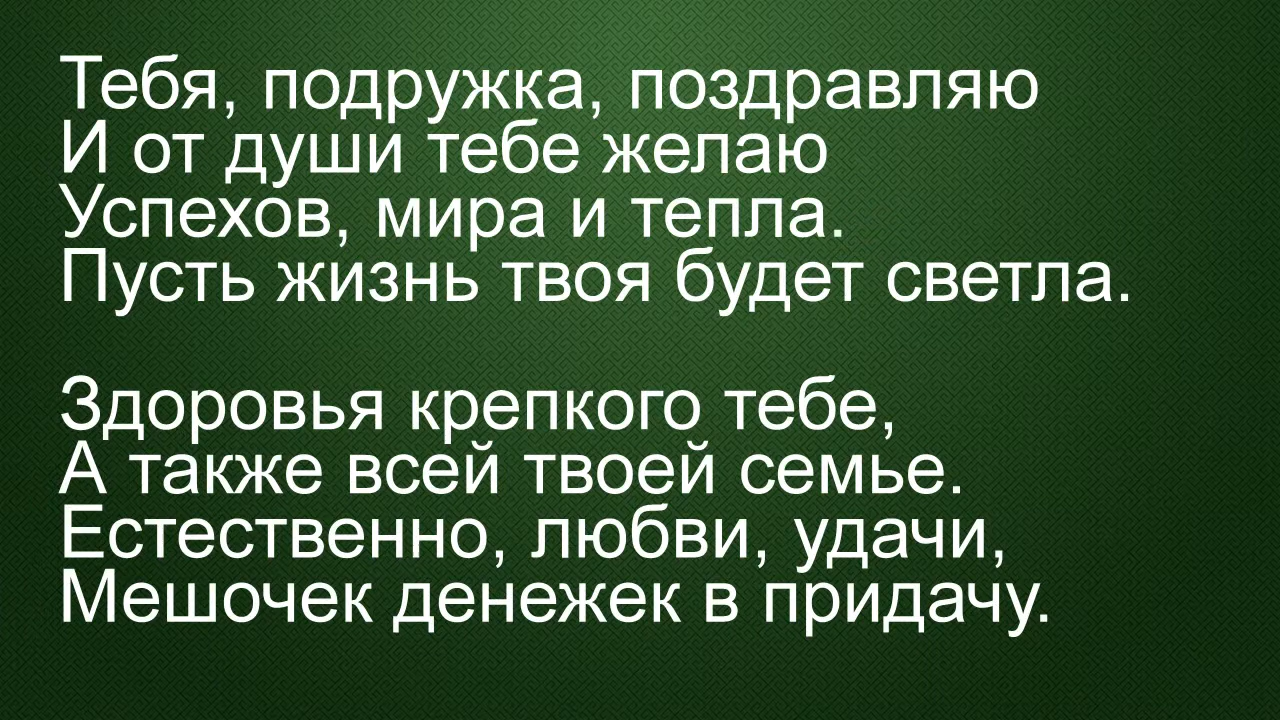 Тебя, подружка, поздравляю
И от души тебе желаю
Успехов, мира и тепла.
Пусть жизнь твоя будет светла.
Здоровья крепкого тебе,
А также всей твоей семье.
Естественно, любви, удачи,
Мешочек денежек в придачу.